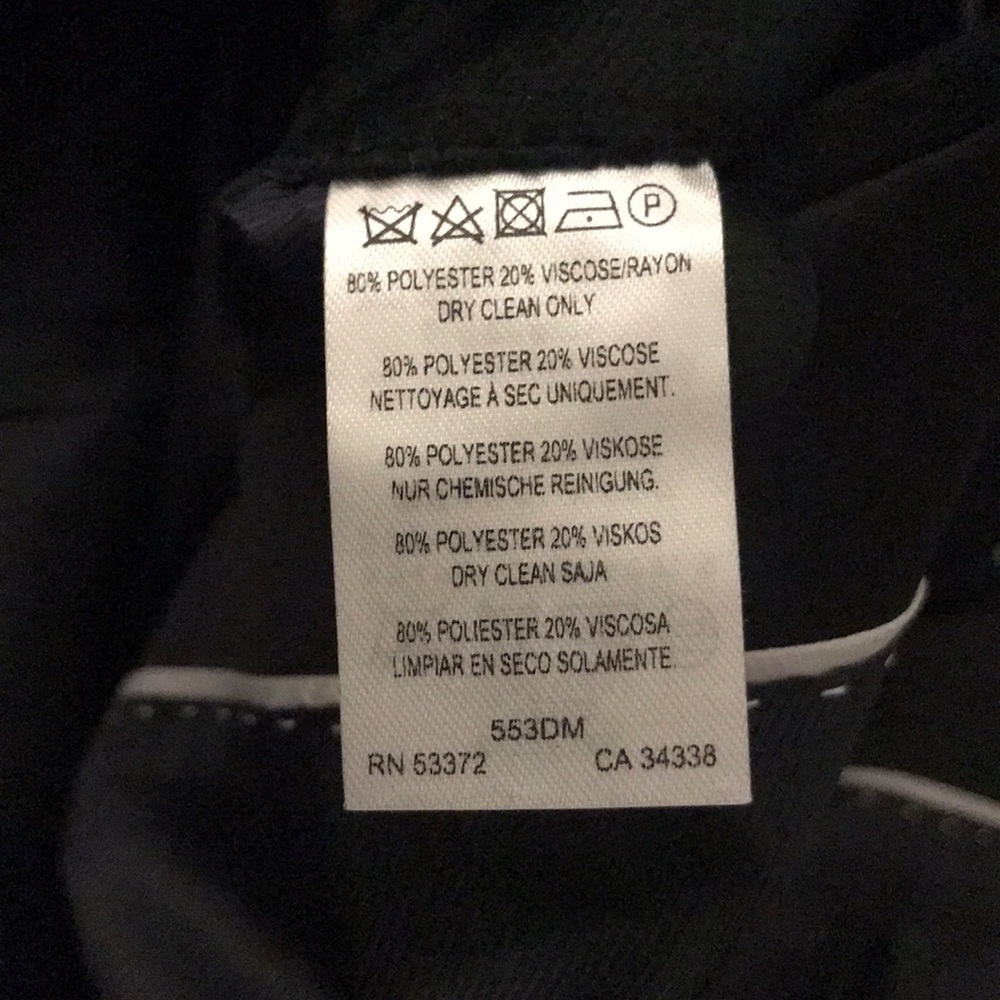 P
80% POLYESTER 20% VISCOSE/RAYON
DRY CLEAN ONLY
80% POLYESTER 20% VISCOSE
NETTOYAGE À SEC UNIQUEMENT.
80% POLYESTER 20% VISKOSE
NUR CHEMISCHE REINIGUNG.
80% POLYESTER 20% VISKOS
DRY CLEAN SAJA
80% POLIESTER 20% VISCOSA
LIMPIAR EN SECO SOLAMENTE.
553DM
RN 53372 CA 34338